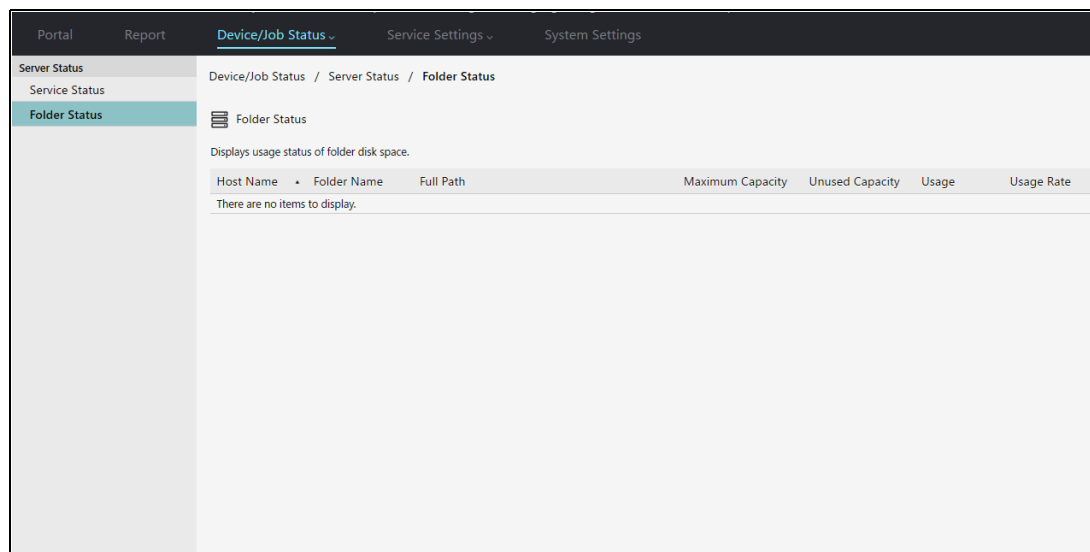 Portal Report Device/Job Status Service Settings System Settings
Server Status
Service Status
Folder Status
Device/Job Status / Server Status / Folder Status
Folder Status
Displays usage status of folder disk space.
Host Name Folder Name Full Path Maximum Capacity Unused Capacity Usage Usage Rate
There are no items to display.